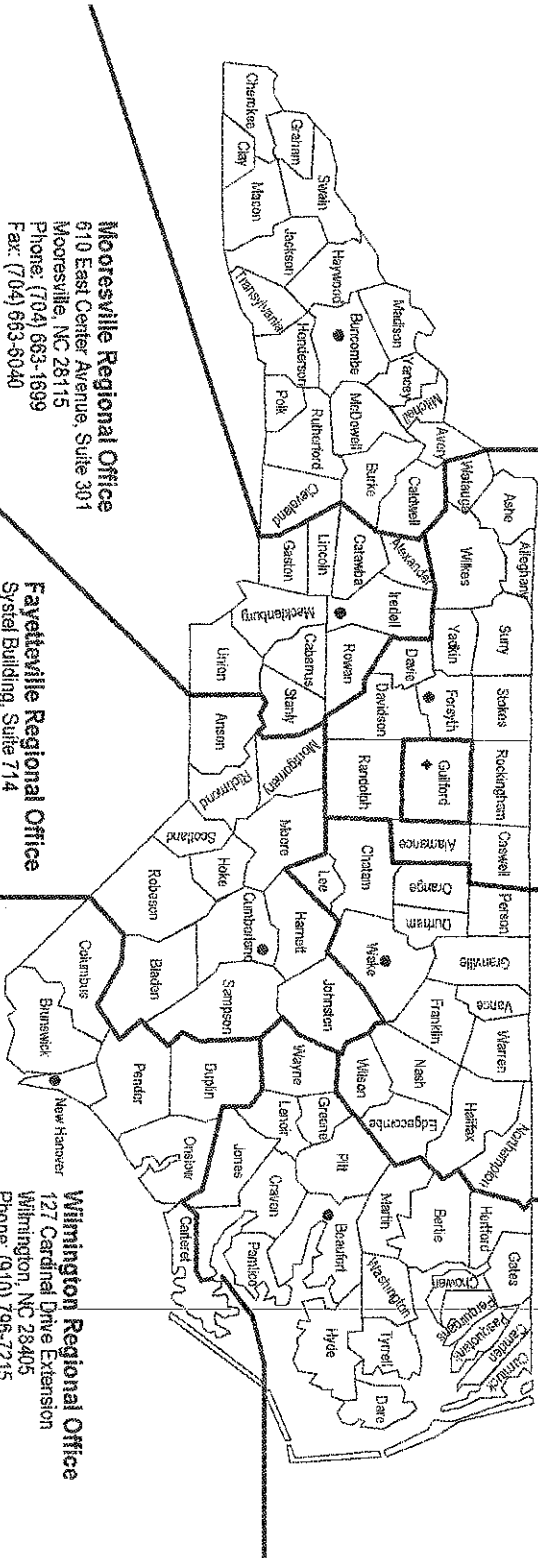 Cherokee
Graham
Clay
Swain
Macon
Jackson
Haywood
Transylvania
Madison
Buncombe
Henderson
Yancey
Mitchell
McDowell
Polk
Rutherford
Avery
Burke
Cleveland
Watauga
Caldwell
Ashe
Alleghany
Wilkes
Alexander
Catawba
Lincoln
Gaston
Iredell
Mecklenburg
Surry
Yadkin
Davie
Rowan
Cabarrus
Union
Stanly
Stokes
Forsyth
Davidson
Anson
Rockingham
Guilford
Randolph
Montgomery
Richmond
Caswell
Alamance
Chatam
Moore
Scotland
Hoke
Robeson
Person
Orange
Durham
Lee
Harnett
Cumberland
Bladen
Columbus
Granville
Wake
Johnston
Sampson
Brunswick
New Hanover
Vance
Warren
Franklin
Nash
Wilson
Wayne
Duplin
Pender
Halifax
Northampton
Edgecombe
Greene
Lenoir
Jones
Onslow
Pitt
Craven
Carteret
Pamlico
Beaufort
Martin
Bertie
Hertford
Gates
Chowan
Perquimans
Pasquotank
Camden
Currituck
Washington
Tyrrell
Hyde
Dare
Mooresville Regional Office
610 East Center Avenue, Suite 301
Mooresville, NC 28115
Phone: (704) 663-1699
Fax: (704) 663-6040
Fayetteville Regional Office
Systel Building, Suite 714
Wilmington Regional Office
127 Cardinal Drive Extension
Wilmington, NC 28405
Phone: (910) 796-7215